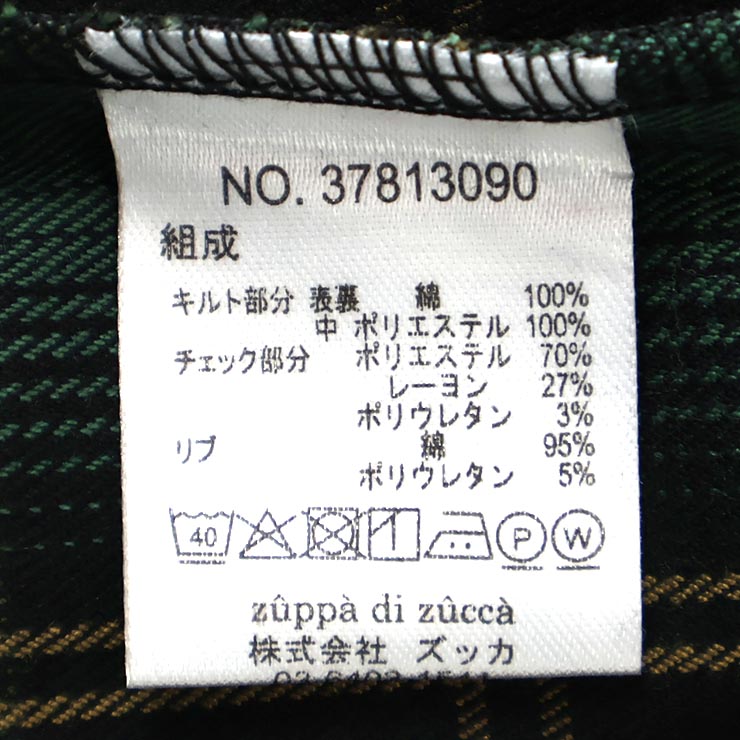 NO. 37813090
組成
キルト部分 表裏 綿 100%
中 ポリエステル 100%
チェック部分 ポリエステル 70%
レーヨン 27%
ポリウレタン 3%
リブ 綿 95%
ポリウレタン 5%
40 P W
zûppà di zûccà
株式会社 ズッカ